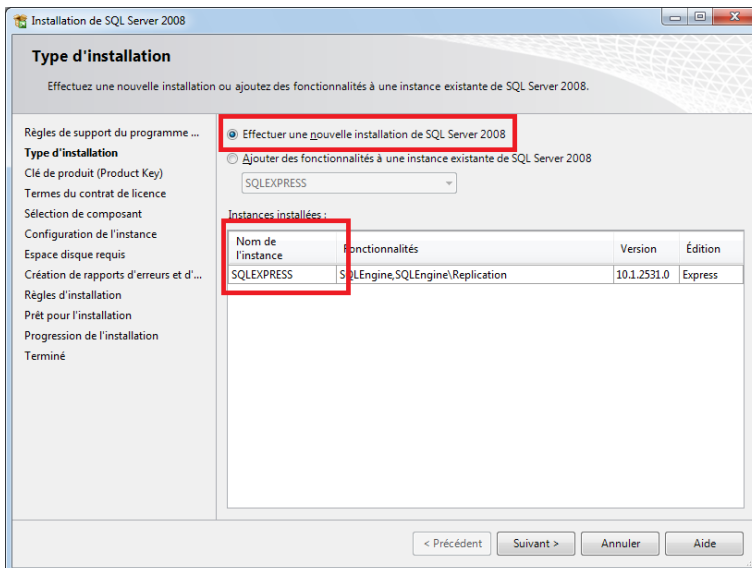 Installation de SQL Server 2008
Type d'installation
Effectuez une nouvelle installation ou ajoutez des fonctionnalités à une instance existante de SQL Server 2008.
Règles de support du programme ...
Type d'installation
Clé de produit (Product Key)
Termes du contrat de licence
Sélection de composant
Configuration de l'instance
Espace disque requis
Création de rapports d'erreurs et d'...
Règles d'installation
Prêt pour l'installation
Progression de l'installation
Terminé
Effectuer une nouvelle installation de SQL Server 2008
Ajouter des fonctionnalités à une instance existante de SQL Server 2008
SQLEXPRESS
Instances installées :
Nom de
l'instance
Fonctionnalités
Version
Édition
SQLEXPRESS
SQLEngine,SQLEngine\Replication
10.1.2531.0
Express
< Précédent
Suivant >
Annuler
Aide